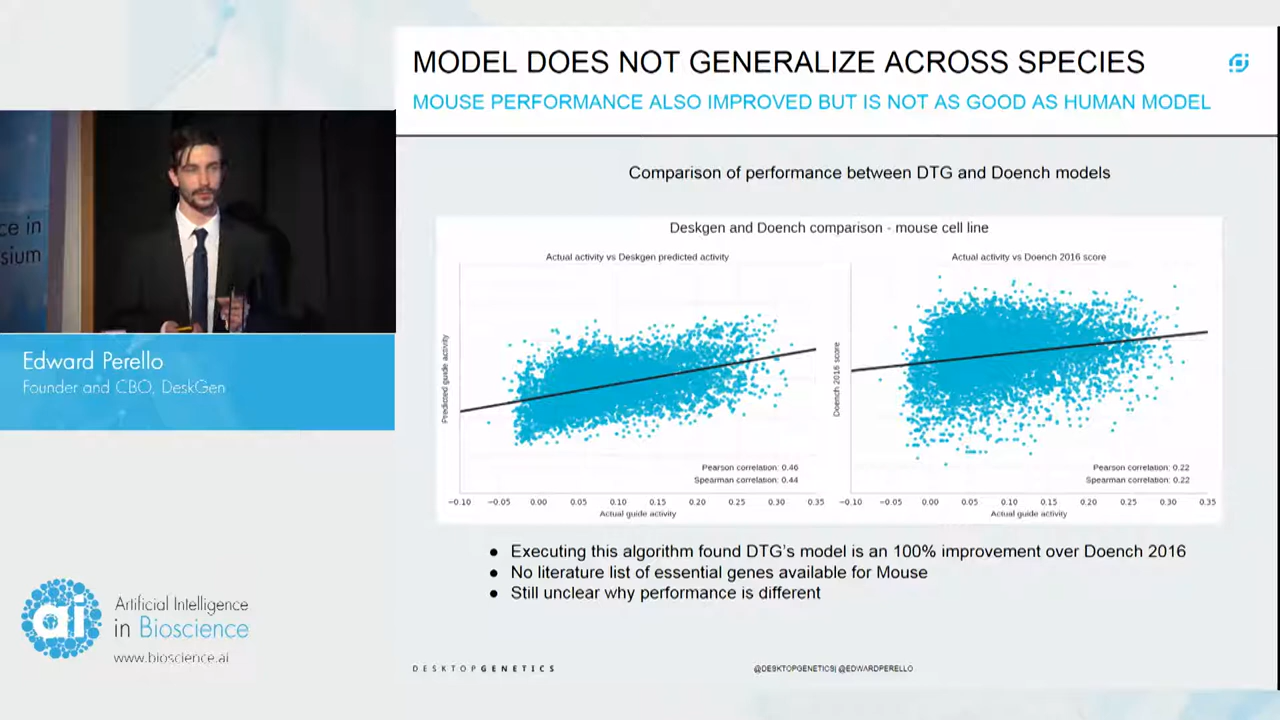 MODEL DOES NOT GENERALIZE ACROSS SPECIES
MOUSE PERFORMANCE ALSO IMPROVED BUT IS NOT AS GOOD AS HUMAN MODEL
Comparison of performance between DTG and Doench models
Deskgen and Doench comparison - mouse cell line
Actual activity vs Deskgen predicted activity
Predicted guide activity
Pearson correlation: 0.46
Spearman correlation: 0.44
−0.10 −0.05 0.00 0.05 0.10 0.15 0.20 0.25 0.30 0.35
Actual guide activity
Actual activity vs Doench 2016 score
Doench 2016 score
Pearson correlation: 0.22
Spearman correlation: 0.22
−0.10 −0.05 0.00 0.05 0.10 0.15 0.20 0.25 0.30 0.35
Actual guide activity
● Executing this algorithm found DTG's model is an 100% improvement over Doench 2016
● No literature list of essential genes available for Mouse
● Still unclear why performance is different
DESKTOPGENETICS
@DESKTOPGENETICS| @EDWARDPERELLO
ce in
sium
Edward Perello
Founder and CBO, DeskGen
ai
Artificial Intelligence
in Bioscience
www.bioscience.ai